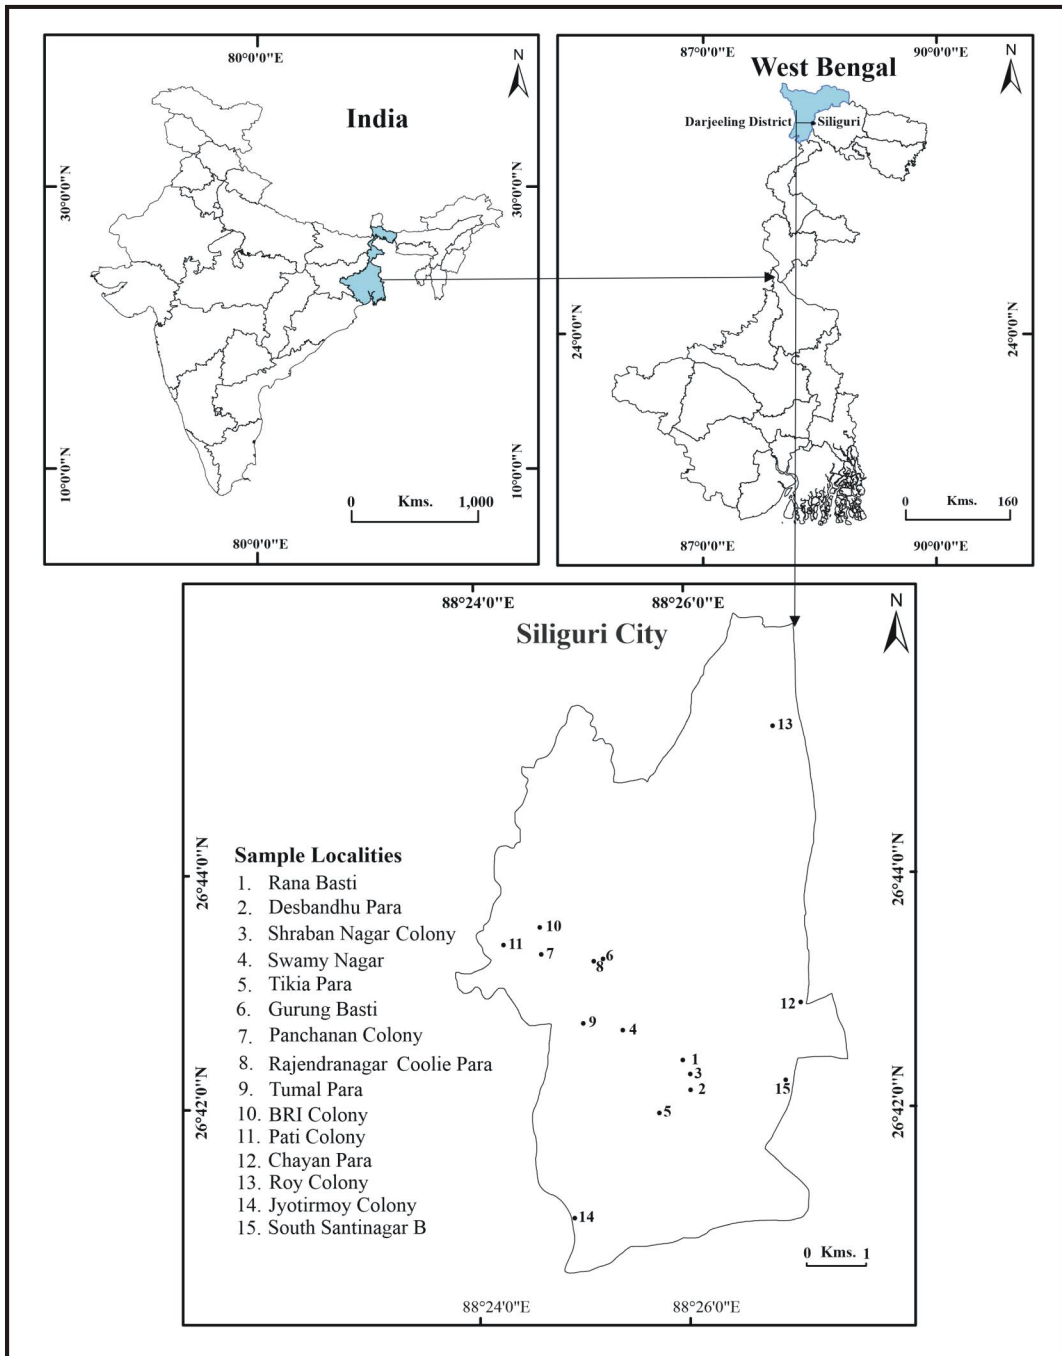 80°0'0"E
N
India
30°0'0"N
30°0'0"N
10°0'0"N
10°0'0"N
0 Kms. 1,000
80°0'0"E
87°0'0"E
90°0'0"E
N
West Bengal
Darjeeling District
Siliguri
24°0'0"N
24°0'0"N
0 Kms. 160
87°0'0"E
90°0'0"E
88°24'0"E
88°26'0"E
N
Siliguri City
13
26°44'0"N
26°44'0"N
Sample Localities
1. Rana Basti
2. Desbandhu Para
3. Shraban Nagar Colony
4. Swamy Nagar
5. Tikia Para
6. Gurung Basti
7. Panchanan Colony
8. Rajendranagar Coolie Para
9. Tumal Para
10. BRI Colony
11. Pati Colony
12. Chayan Para
13. Roy Colony
14. Jyotirmoy Colony
15. South Santinagar B
10
11
7
6
8
12
9
4
1
3
15
2
5
14
26°42'0"N
26°42'0"N
0 Kms. 1
88°24'0"E
88°26'0"E